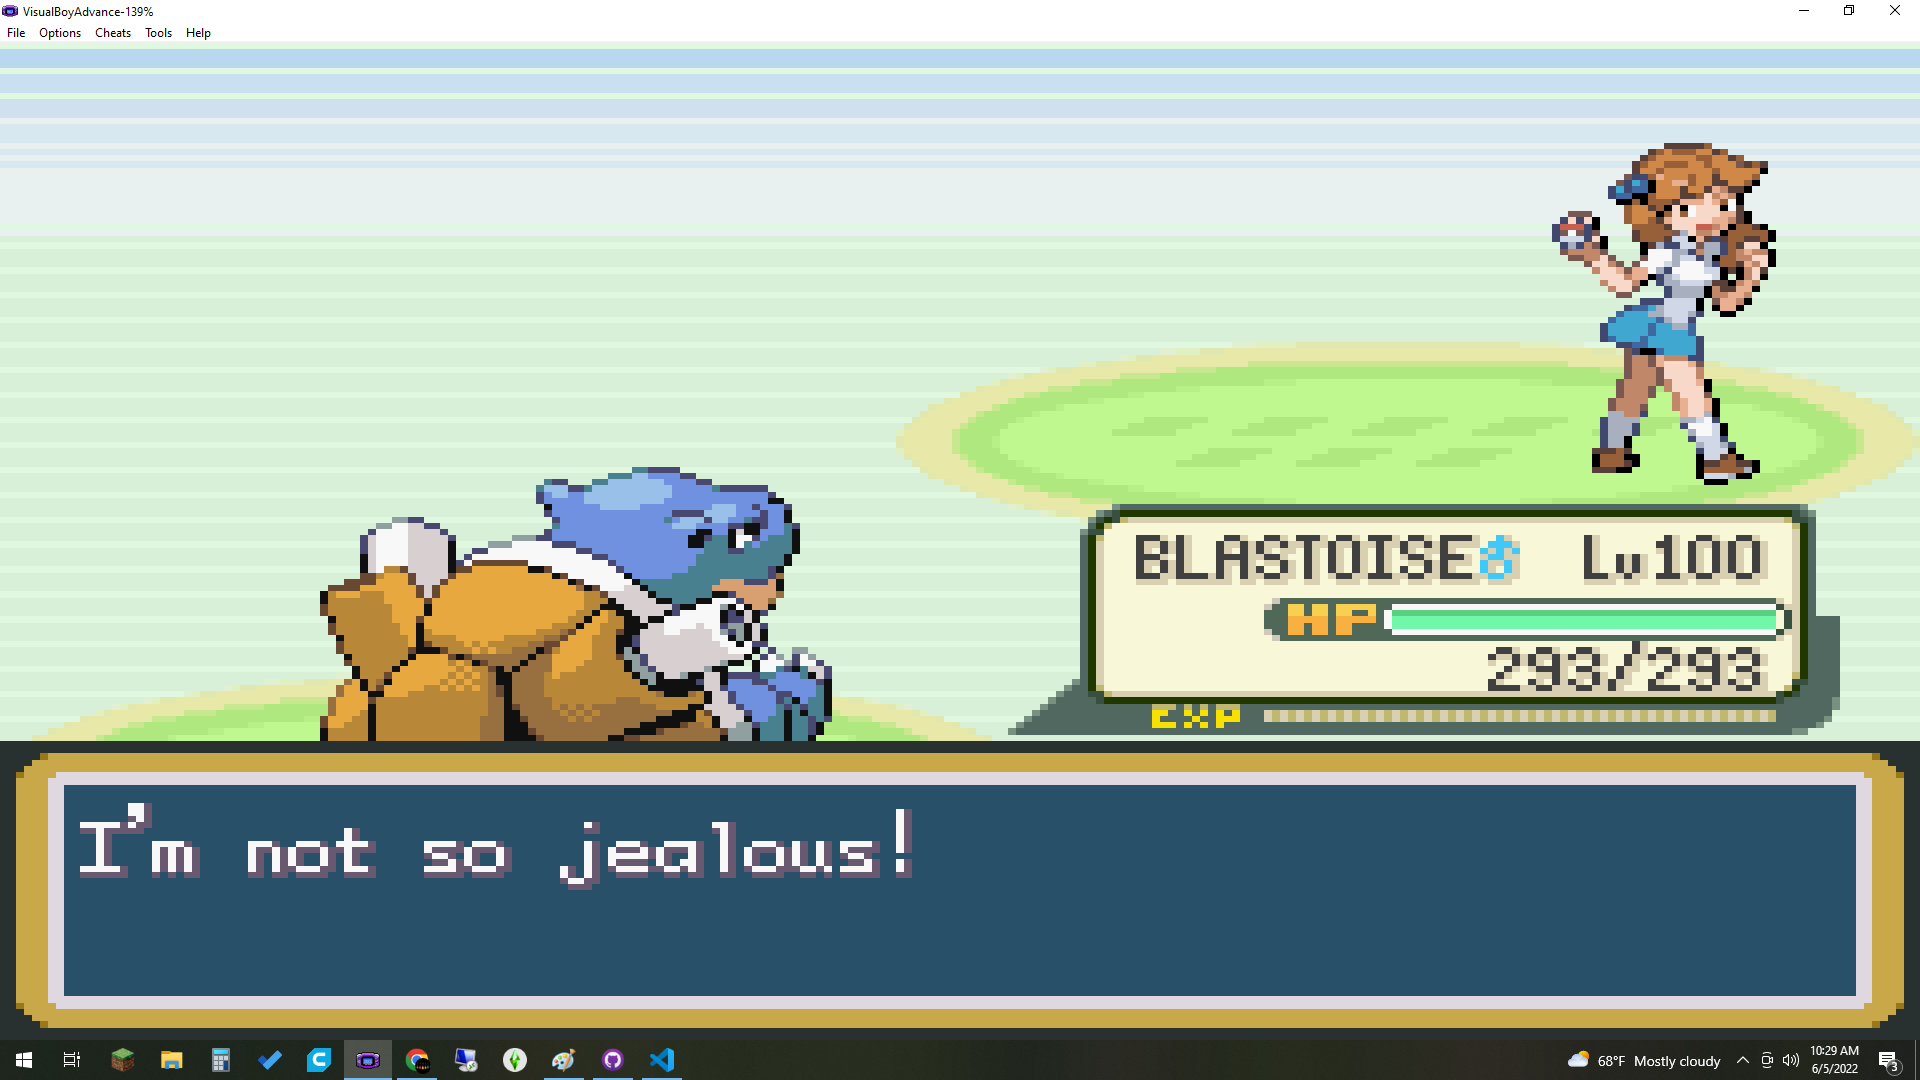 VisualBoyAdvance-139%
File Options Cheats Tools Help
BLASTOISE♂ Lv100
HP
293/293
EXP
I'm not so jealous!
68°F Mostly cloudy
10:29 AM
6/5/2022
3